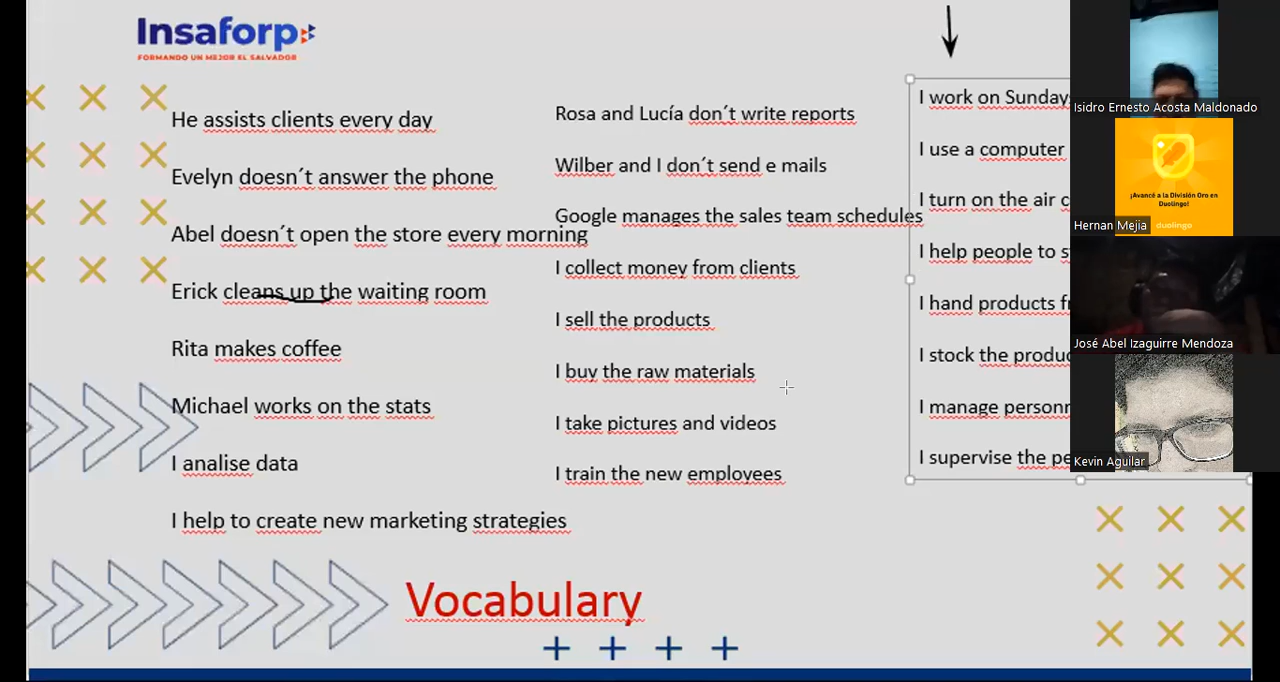 Insaforp
FORMANDO UN MEJOR EL SALVADOR
He assists clients every day
Evelyn doesn´t answer the phone
Abel doesn´t open the store every morning
Erick cleans up the waiting room
Rita makes coffee
Michael works on the stats
I analise data
I help to create new marketing strategies
Rosa and Lucía don´t write reports
Wilber and I don´t send e mails
Google manages the sales team schedules
I collect money from clients
I sell the products
I buy the raw materials
I take pictures and videos
I train the new employees
I work on Sunday
I use a computer
I turn on the air
I help people to
I hand products
I stock the
I manage
I supervise the
Vocabulary
Isidro Ernesto Acosta Maldonado
¡Avancé a la División Oro en
Duolingo!
duolingo
Hernan Mejia
José Abel Izaguirre Mendoza
Kevin Aguilar